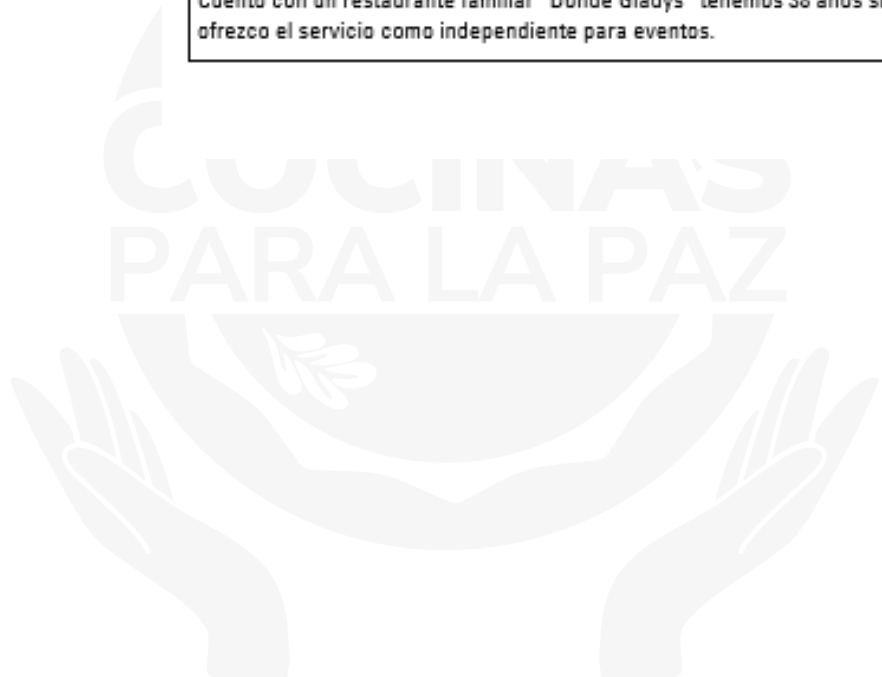 Cuento con un restaurante familiar "Donde Gladys" tenemos 38 años
ofrezco el servicio como independiente para eventos.
COCINAS
PARA LA PAZ